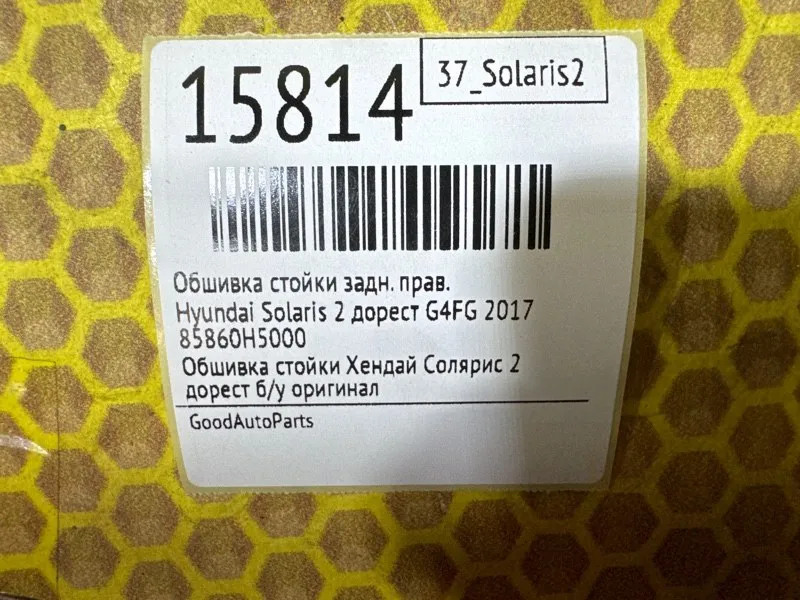 15814
37_Solaris2
Обшивка стойки задн. прав.
Hyundai Solaris 2 дорест G4FG 2017
85860H5000
Обшивка стойки Хендай Солярис 2
дорест б/у оригинал
GoodAutoParts